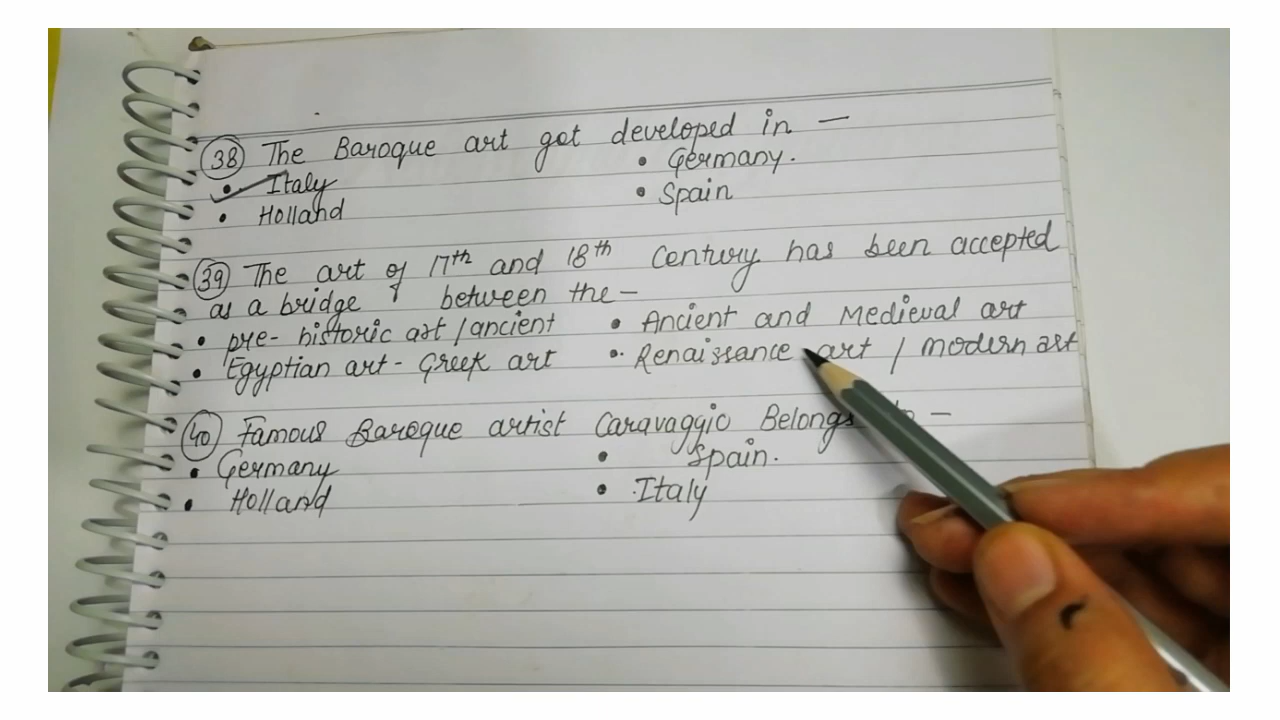 38 The Baroque art got developed in —
• Italy • Germany.
• Holland • Spain
39 The art of 17th and 18th Century has been accepted
as a bridge between the —
• pre-historic art / ancient • Ancient and Medieval art
• Egyptian art - Greek art • Renaissance art / modern art
40 Famous Baroque artist Caravaggio Belongs —
• Germany • Spain.
• Holland • Italy